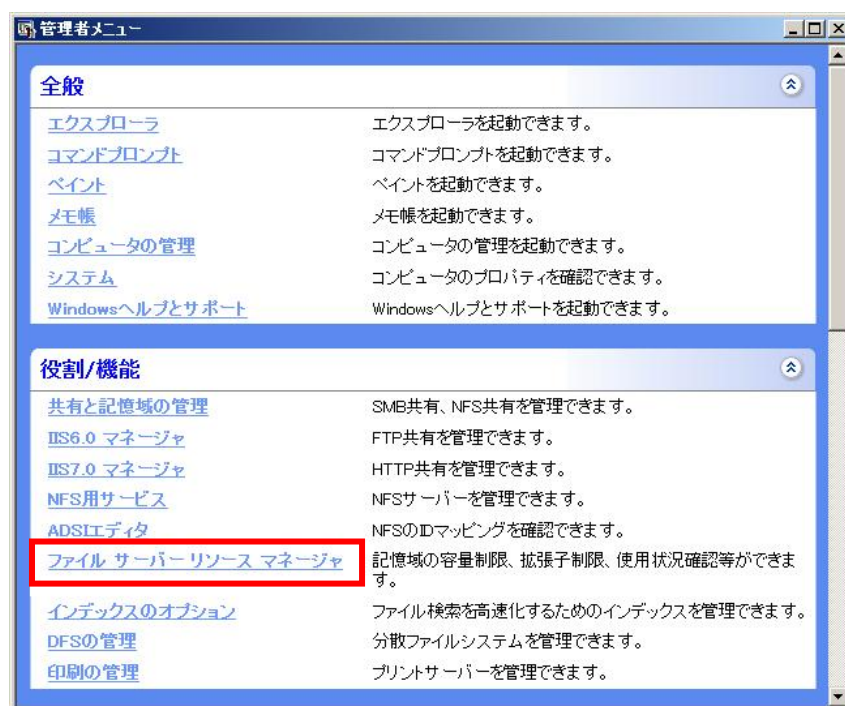 管理者メニュー
全般
エクスプローラ エクスプローラを起動できます。
コマンドプロンプト コマンドプロンプトを起動できます。
ペイント ペイントを起動できます。
メモ帳 メモ帳を起動できます。
コンピュータの管理 コンピュータの管理を起動できます。
システム コンピュータのプロパティを確認できます。
Windowsヘルプとサポート Windowsヘルプとサポートを起動できます。
役割/機能
共有と記憶域の管理 SMB共有、NFS共有を管理できます。
IIS6.0 マネージャ FTP共有を管理できます。
IIS7.0 マネージャ HTTP共有を管理できます。
NFS用サービス NFSサーバーを管理できます。
ADSIエディタ NFSのIDマッピングを確認できます。
ファイル サーバー リソース マネージャ 記憶域の容量制限、拡張子制限、使用状況確認等ができま
す。
インデックスのオプション ファイル検索を高速化するためのインデックスを管理できます。
DFSの管理 分散ファイルシステムを管理できます。
印刷の管理 プリントサーバーを管理できます。